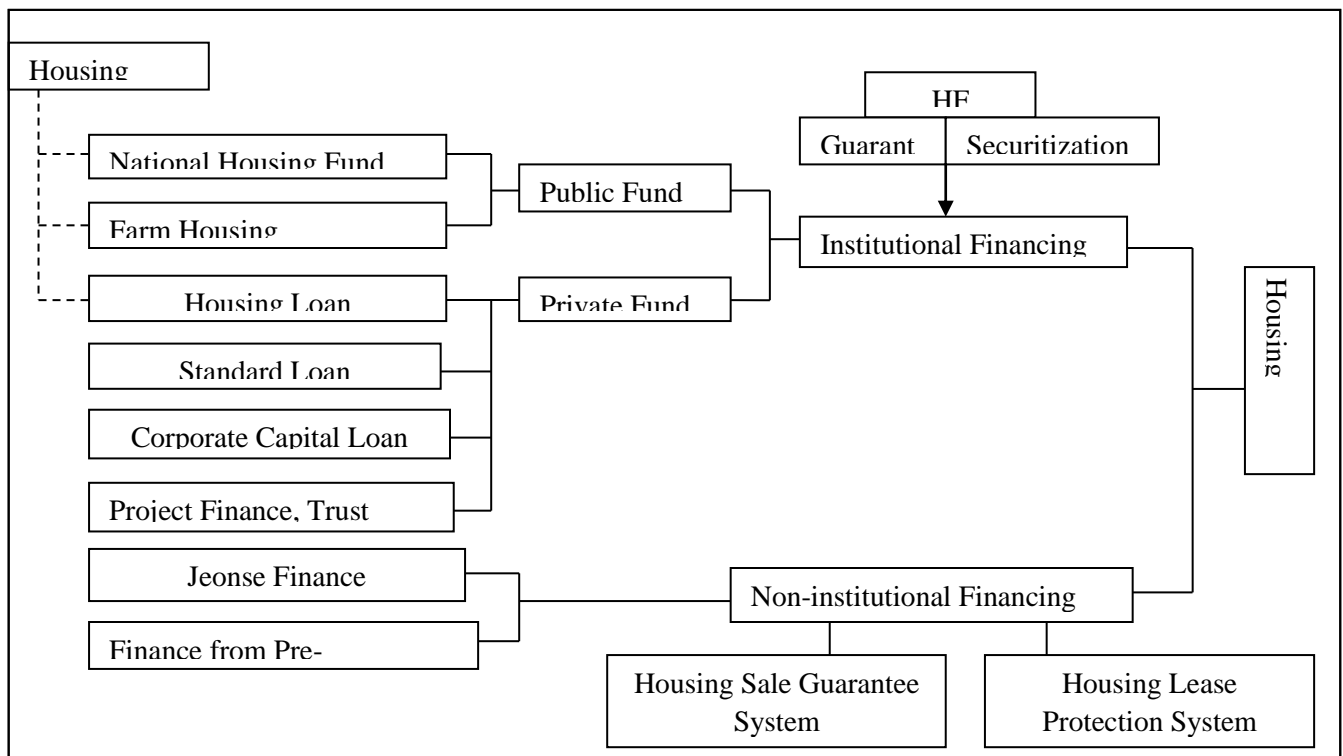 Housing
HF
Guarant
Securitization
National Housing Fund
Public Fund
Farm Housing
Institutional Financing
Housing Loan
Private Fund
Housing
Standard Loan
Corporate Capital Loan
Project Finance, Trust
Jeonse Finance
Non-institutional Financing
Finance from Pre-
Housing Sale Guarantee
System
Housing Lease
Protection System